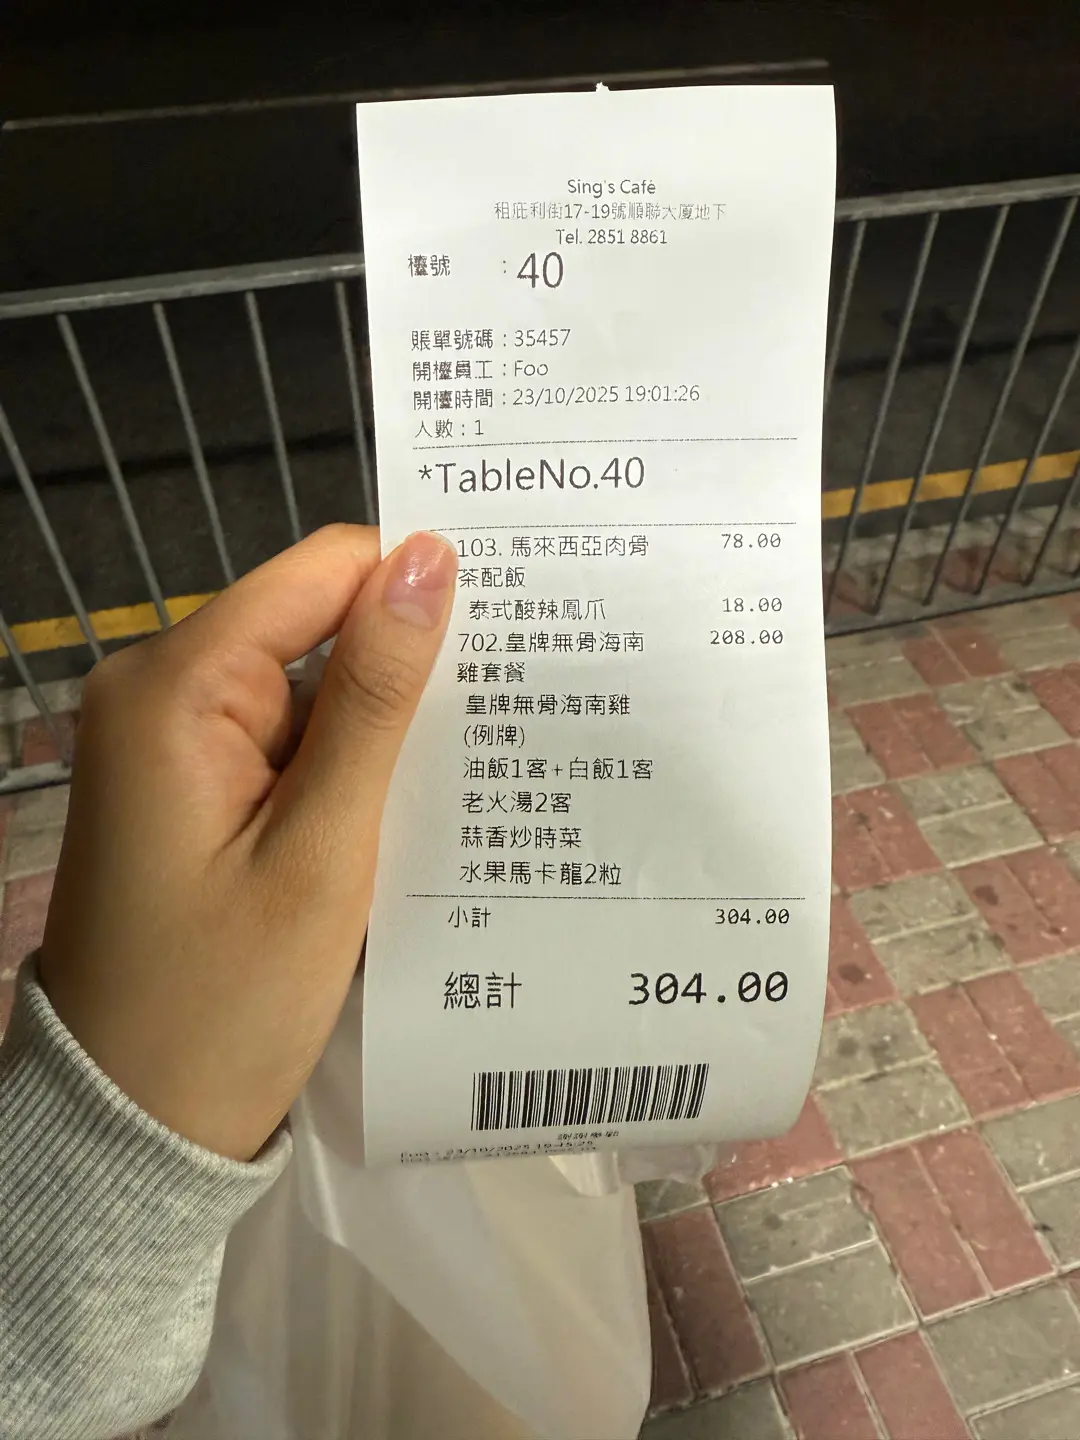 Sing's Café
租庇利街17-19號順聯大廈地下
Tel. 2851 8861
檯號 : 40
賬單號碼 : 35457
開檯員工 : Foo
開檯時間 : 23/10/2025 19:01:26
人數 : 1
*TableNo.40
103. 馬來西亞肉骨 78.00
茶配飯
泰式酸辣鳳爪 18.00
702.皇牌無骨海南 208.00
雞套餐
皇牌無骨海南雞
(例牌)
油飯1客+白飯1客
老火湯2客
蒜香炒時菜
水果馬卡龍2粒
小計 304.00
總計 304.00